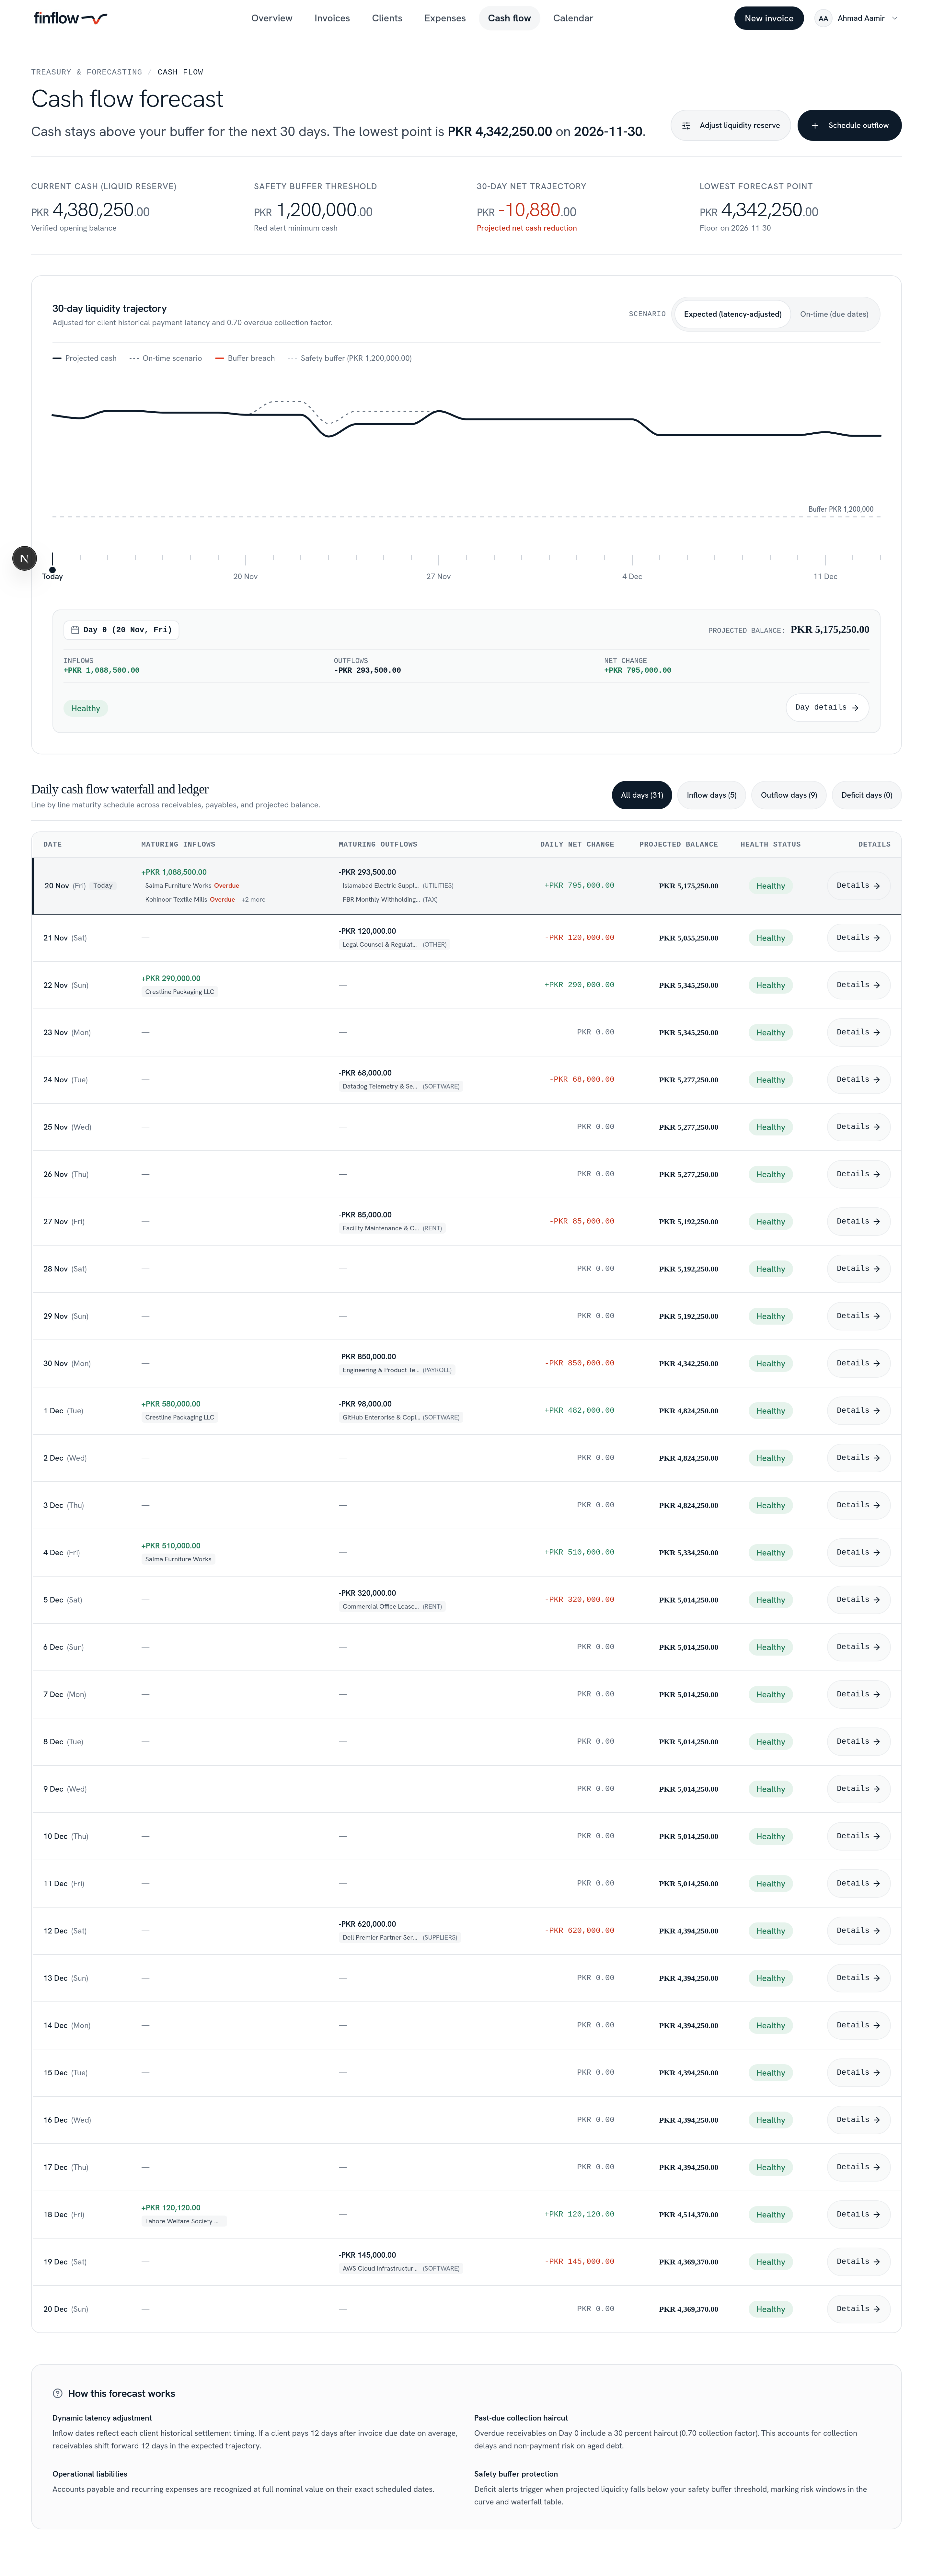 finflow
Overview Invoices Clients Expenses Cash flow Calendar
New invoice AA Ahmad Aamir
TREASURY & FORECASTING / CASH FLOW
Cash flow forecast
Cash stays above your buffer for the next 30 days. The lowest point is PKR 4,342,250.00 on 2026-11-30.
Adjust liquidity reserve
+ Schedule outflow
CURRENT CASH (LIQUID RESERVE)
PKR 4,380,250.00
Verified opening balance
SAFETY BUFFER THRESHOLD
PKR 1,200,000.00
Red-alert minimum cash
30-DAY NET TRAJECTORY
PKR -10,880.00
Projected net cash reduction
LOWEST FORECAST POINT
PKR 4,342,250.00
Floor on 2026-11-30
30-day liquidity trajectory
Adjusted for client historical payment latency and 0.70 overdue collection factor.
SCENARIO Expected (latency-adjusted) On-time (due dates)
Projected cash On-time scenario Buffer breach Safety buffer (PKR 1,200,000.00)
Buffer PKR 1,200,000
N
Today 20 Nov 27 Nov 4 Dec 11 Dec
Day 0 (20 Nov, Fri)
PROJECTED BALANCE: PKR 5,175,250.00
INFLOWS
+PKR 1,088,500.00
OUTFLOWS
-PKR 293,500.00
NET CHANGE
+PKR 795,000.00
Healthy
Day details →
Daily cash flow waterfall and ledger
Line by line maturity schedule across receivables, payables, and projected balance.
All days (31) Inflow days (5) Outflow days (9) Deficit days (0)
DATE MATURING INFLOWS MATURING OUTFLOWS DAILY NET CHANGE PROJECTED BALANCE HEALTH STATUS DETAILS
20 Nov (Fri) Today +PKR 1,088,500.00 Salma Furniture Works Overdue Kohinoor Textile Mills Overdue +2 more -PKR 293,500.00 Islamabad Electric Suppl... (UTILITIES) FBR Monthly Withholding... (TAX) +PKR 795,000.00 PKR 5,175,250.00 Healthy Details →
21 Nov (Sat) — -PKR 120,000.00 Legal Counsel & Regulat... (OTHER) -PKR 120,000.00 PKR 5,055,250.00 Healthy Details →
22 Nov (Sun) +PKR 290,000.00 Crestline Packaging LLC — +PKR 290,000.00 PKR 5,345,250.00 Healthy Details →
23 Nov (Mon) — — PKR 0.00 PKR 5,345,250.00 Healthy Details →
24 Nov (Tue) — -PKR 68,000.00 Datadog Telemetry & Se... (SOFTWARE) -PKR 68,000.00 PKR 5,277,250.00 Healthy Details →
25 Nov (Wed) — — PKR 0.00 PKR 5,277,250.00 Healthy Details →
26 Nov (Thu) — — PKR 0.00 PKR 5,277,250.00 Healthy Details →
27 Nov (Fri) — -PKR 85,000.00 Facility Maintenance & O... (RENT) -PKR 85,000.00 PKR 5,192,250.00 Healthy Details →
28 Nov (Sat) — — PKR 0.00 PKR 5,192,250.00 Healthy Details →
29 Nov (Sun) — — PKR 0.00 PKR 5,192,250.00 Healthy Details →
30 Nov (Mon) — -PKR 850,000.00 Engineering & Product Te... (PAYROLL) -PKR 850,000.00 PKR 4,342,250.00 Healthy Details →
1 Dec (Tue) +PKR 580,000.00 Crestline Packaging LLC -PKR 98,000.00 GitHub Enterprise & Copi... (SOFTWARE) +PKR 482,000.00 PKR 4,824,250.00 Healthy Details →
2 Dec (Wed) — — PKR 0.00 PKR 4,824,250.00 Healthy Details →
3 Dec (Thu) — — PKR 0.00 PKR 4,824,250.00 Healthy Details →
4 Dec (Fri) +PKR 510,000.00 Salma Furniture Works — +PKR 510,000.00 PKR 5,334,250.00 Healthy Details →
5 Dec (Sat) — -PKR 320,000.00 Commercial Office Lease... (RENT) -PKR 320,000.00 PKR 5,014,250.00 Healthy Details →
6 Dec (Sun) — — PKR 0.00 PKR 5,014,250.00 Healthy Details →
7 Dec (Mon) — — PKR 0.00 PKR 5,014,250.00 Healthy Details →
8 Dec (Tue) — — PKR 0.00 PKR 5,014,250.00 Healthy Details →
9 Dec (Wed) — — PKR 0.00 PKR 5,014,250.00 Healthy Details →
10 Dec (Thu) — — PKR 0.00 PKR 5,014,250.00 Healthy Details →
11 Dec (Fri) — — PKR 0.00 PKR 5,014,250.00 Healthy Details →
12 Dec (Sat) — -PKR 620,000.00 Dell Premier Partner Ser... (SUPPLIERS) -PKR 620,000.00 PKR 4,394,250.00 Healthy Details →
13 Dec (Sun) — — PKR 0.00 PKR 4,394,250.00 Healthy Details →
14 Dec (Mon) — — PKR 0.00 PKR 4,394,250.00 Healthy Details →
15 Dec (Tue) — — PKR 0.00 PKR 4,394,250.00 Healthy Details →
16 Dec (Wed) — — PKR 0.00 PKR 4,394,250.00 Healthy Details →
17 Dec (Thu) — — PKR 0.00 PKR 4,394,250.00 Healthy Details →
18 Dec (Fri) +PKR 120,120.00 Lahore Welfare Society ... — +PKR 120,120.00 PKR 4,514,370.00 Healthy Details →
19 Dec (Sat) — -PKR 145,000.00 AWS Cloud Infrastructur... (SOFTWARE) -PKR 145,000.00 PKR 4,369,370.00 Healthy Details →
20 Dec (Sun) — — PKR 0.00 PKR 4,369,370.00 Healthy Details →
How this forecast works
Dynamic latency adjustment
Inflow dates reflect each client historical settlement timing. If a client pays 12 days after invoice due date on average,
receivables shift forward 12 days in the expected trajectory.
Past-due collection haircut
Overdue receivables on Day 0 include a 30 percent haircut (0.70 collection factor). This accounts for collection
delays and non-payment risk on aged debt.
Operational liabilities
Accounts payable and recurring expenses are recognized at full nominal value on their exact scheduled dates.
Safety buffer protection
Deficit alerts trigger when projected liquidity falls below your safety buffer threshold, marking risk windows in the
curve and waterfall table.